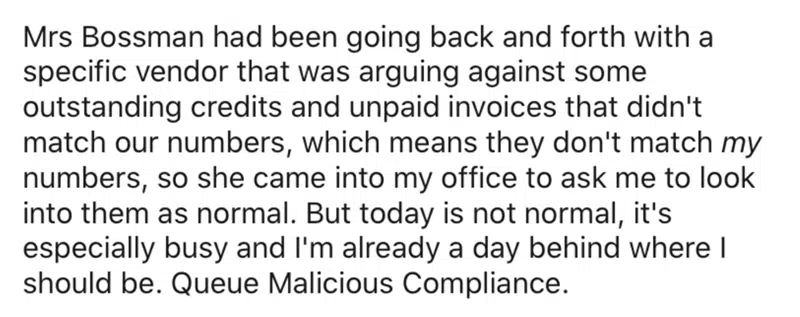 Mrs Bossman had been going back and forth with a
specific vendor that was arguing against some
outstanding credits and unpaid invoices that didn't
match our numbers, which means they don't match my
numbers, so she came into my office to ask me to look
into them as normal. But today is not normal, it's
especially busy and I'm already a day behind where I
should be. Queue Malicious Compliance.